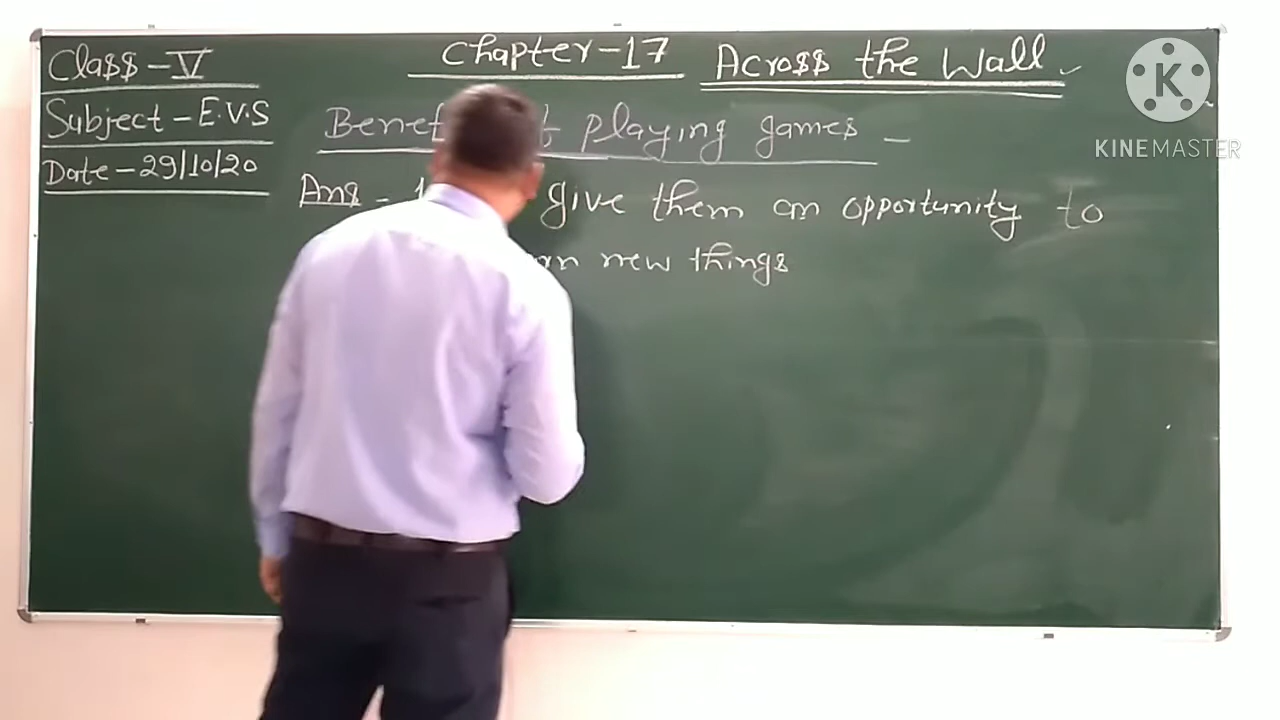 Class - V
Subject - E.V.S
Date - 29/10/20
Chapter - 17 Across the Wall
playing games -
Ans - give them an opportunity to
new things
K
KINEMASTER